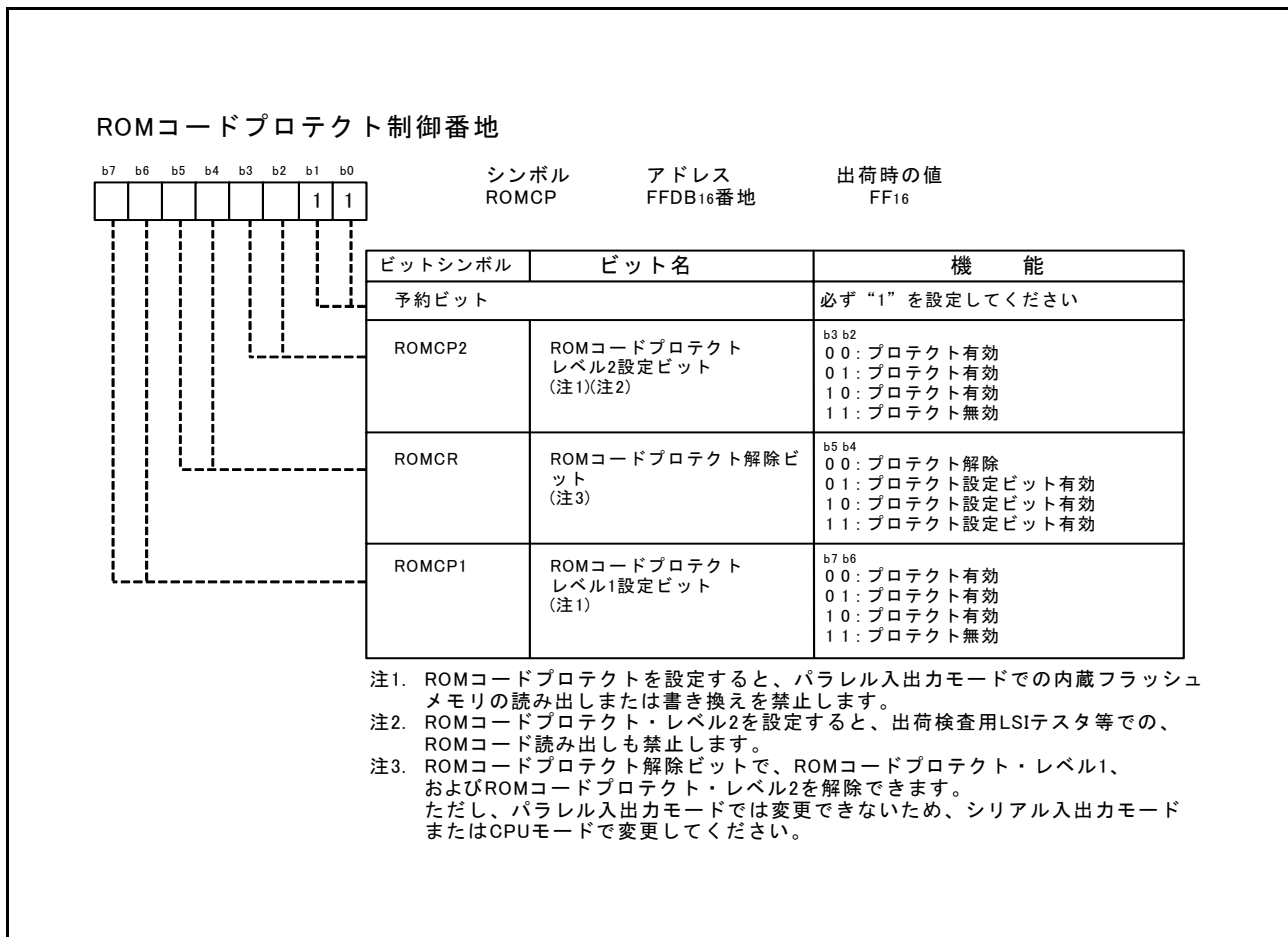 ROMコードプロテクト制御番地
b7 b6 b5 b4 b3 b2 b1 b0
1 1
シンボル アドレス 出荷時の値
ROMCP FFDB16番地 FF16
ビットシンボル ビット名 機 能
予約ビット 必ず“1”を設定してください
ROMCP2 ROMコードプロテクト
レベル2設定ビット
(注1)(注2)
b3 b2
0 0 : プロテクト有効
0 1 : プロテクト有効
1 0 : プロテクト有効
1 1 : プロテクト無効
ROMCR ROMコードプロテクト解除ビ
ット
(注3)
b5 b4
0 0 : プロテクト解除
0 1 : プロテクト設定ビット有効
1 0 : プロテクト設定ビット有効
1 1 : プロテクト設定ビット有効
ROMCP1 ROMコードプロテクト
レベル1設定ビット
(注1)
b7 b6
0 0 : プロテクト有効
0 1 : プロテクト有効
1 0 : プロテクト有効
1 1 : プロテクト無効
注1. ROMコードプロテクトを設定すると、パラレル入出力モードでの内蔵フラッシュ
メモリの読み出しまたは書き換えを禁止します。
注2. ROMコードプロテクト・レベル2を設定すると、出荷検査用LSIテスタ等での、
ROMコード読み出しも禁止します。
注3. ROMコードプロテクト解除ビットで、ROMコードプロテクト・レベル1、
およびROMコードプロテクト・レベル2を解除できます。
ただし、パラレル入出力モードでは変更できないため、シリアル入出力モード
またはCPUモードで変更してください。